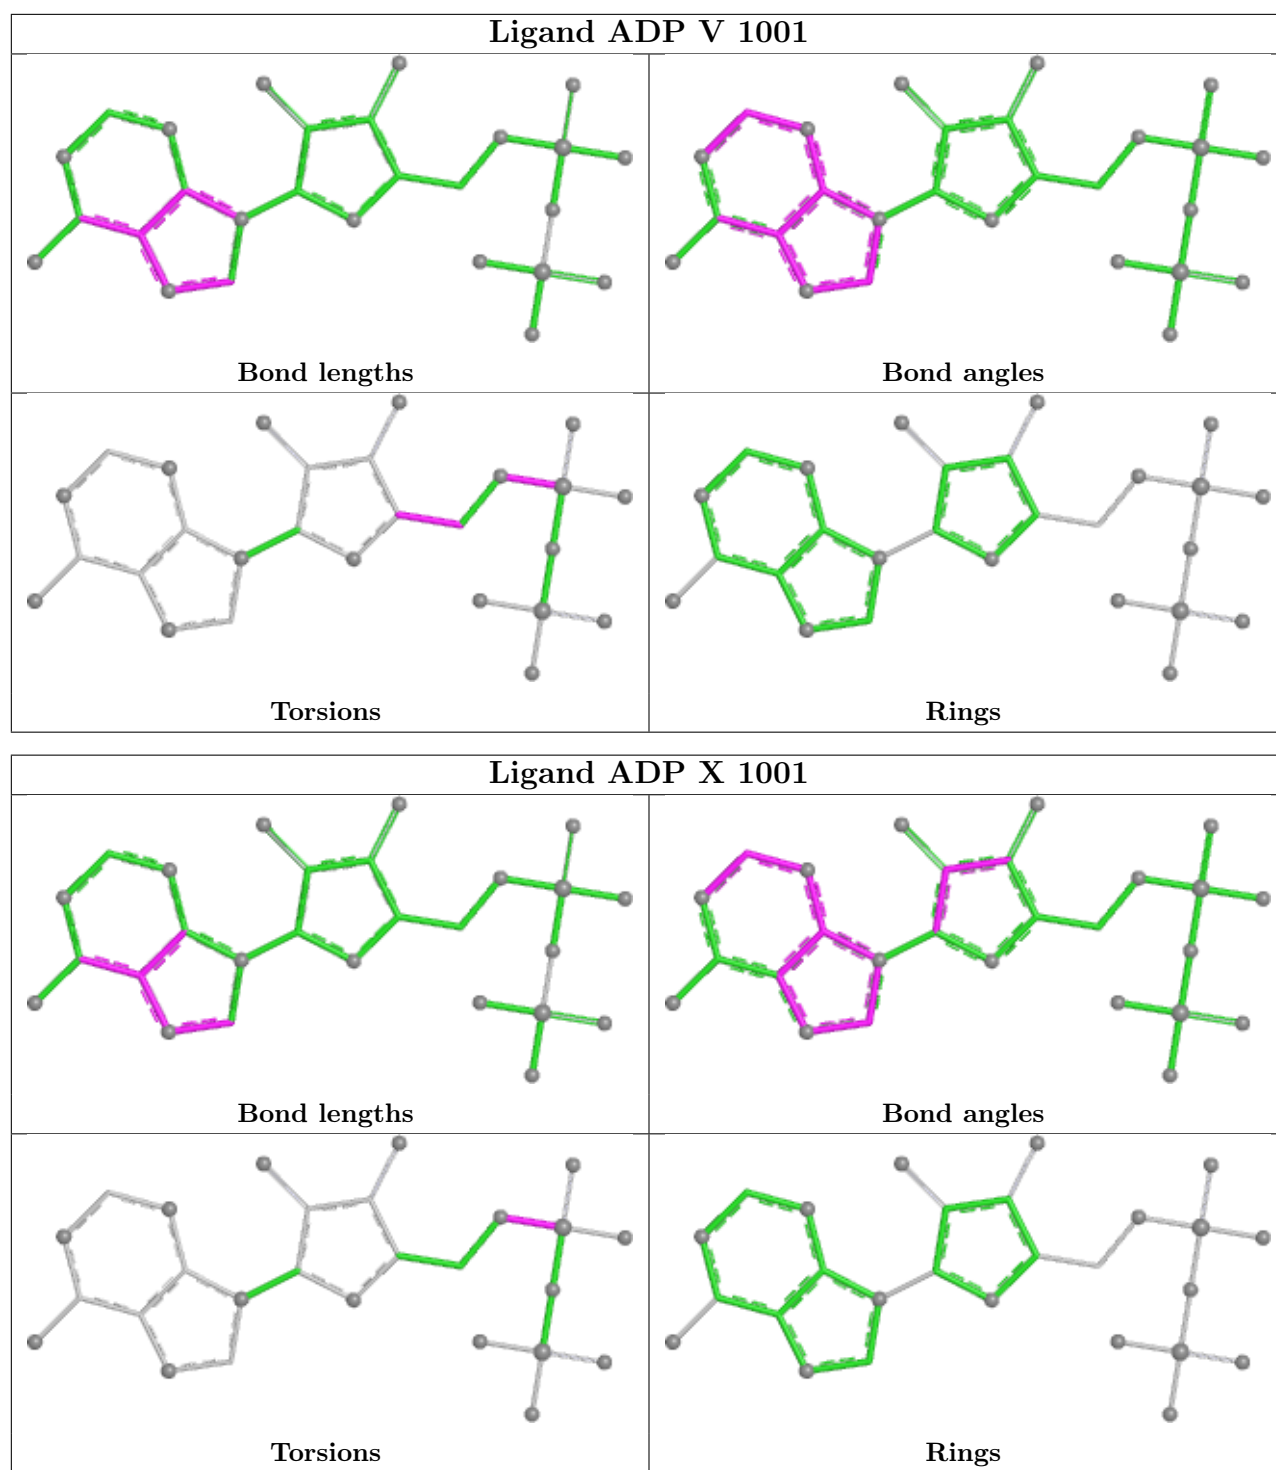 Ligand ADP V 1001
Bond lengths
Bond angles
Torsions
Rings
Ligand ADP X 1001
Bond lengths
Bond angles
Torsions
Rings